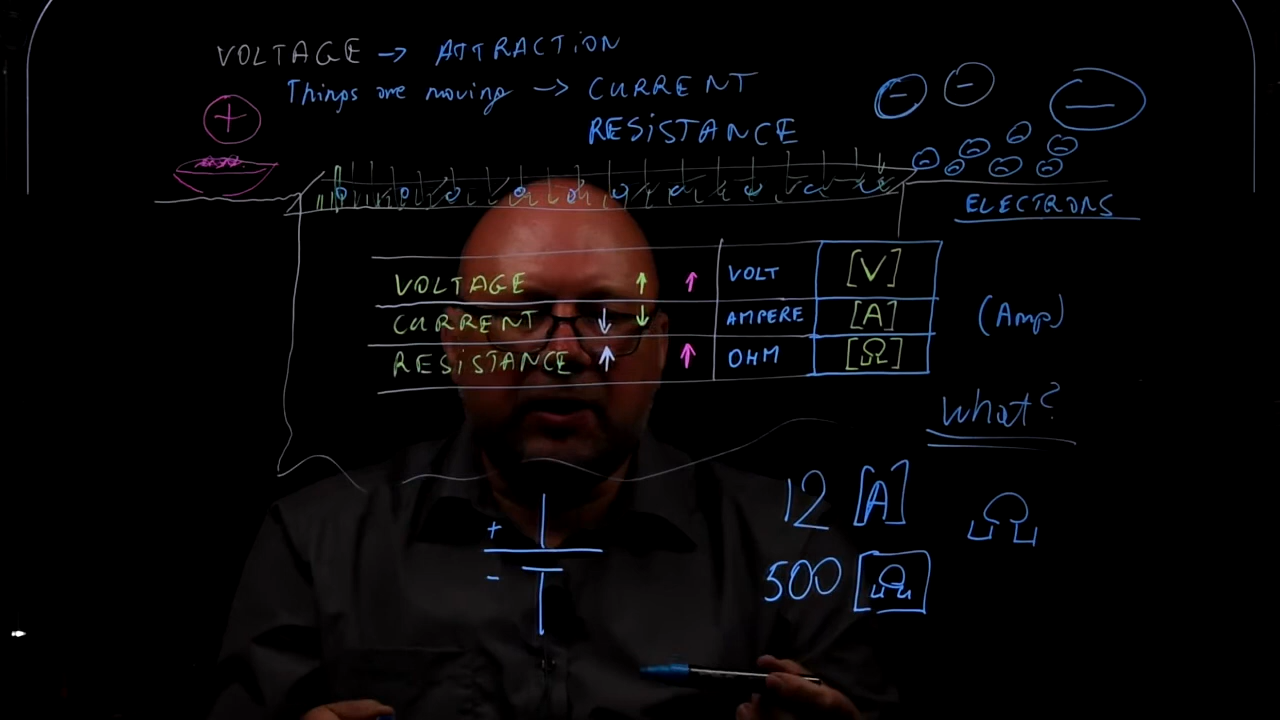 VOLTAGE → ATTRACTION
Things are moving → CURRENT
RESISTANCE
+
- - -
- - - - - - -
ELECTRONS
VOLTAGE ↑ ↑ VOLT [V]
CURRENT ↓ ↓ AMPERE [A]
RESISTANCE ↑ ↑ OHM [Ω]
(Amp)
What?
12 [A] Ω
500 [Ω]
+
-